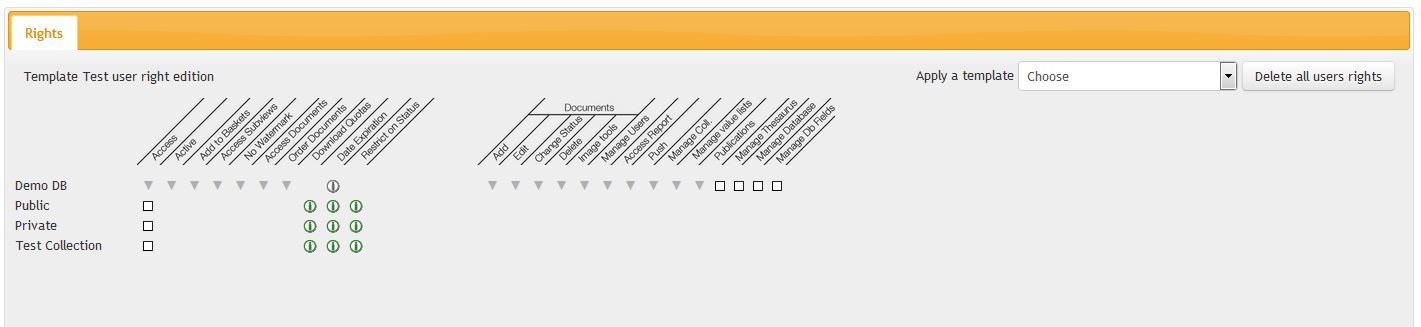 Rights
Template Test user right edition
Apply a template Choose Delete all users rights
Access
Active
Add to Baskets
Access Subviews
No Watermark
Access Documents
Order Documents
Download Quotas
Date Expiration
Restrict on Status
Documents
Add
Edit
Change Status
Delete
Image tools
Manage Users
Access Report
Push
Manage Coll.
Manage value lists
Publications
Manage Thesaurus
Manage Database
Manage Db Fields
Demo DB
Public
Private
Test Collection